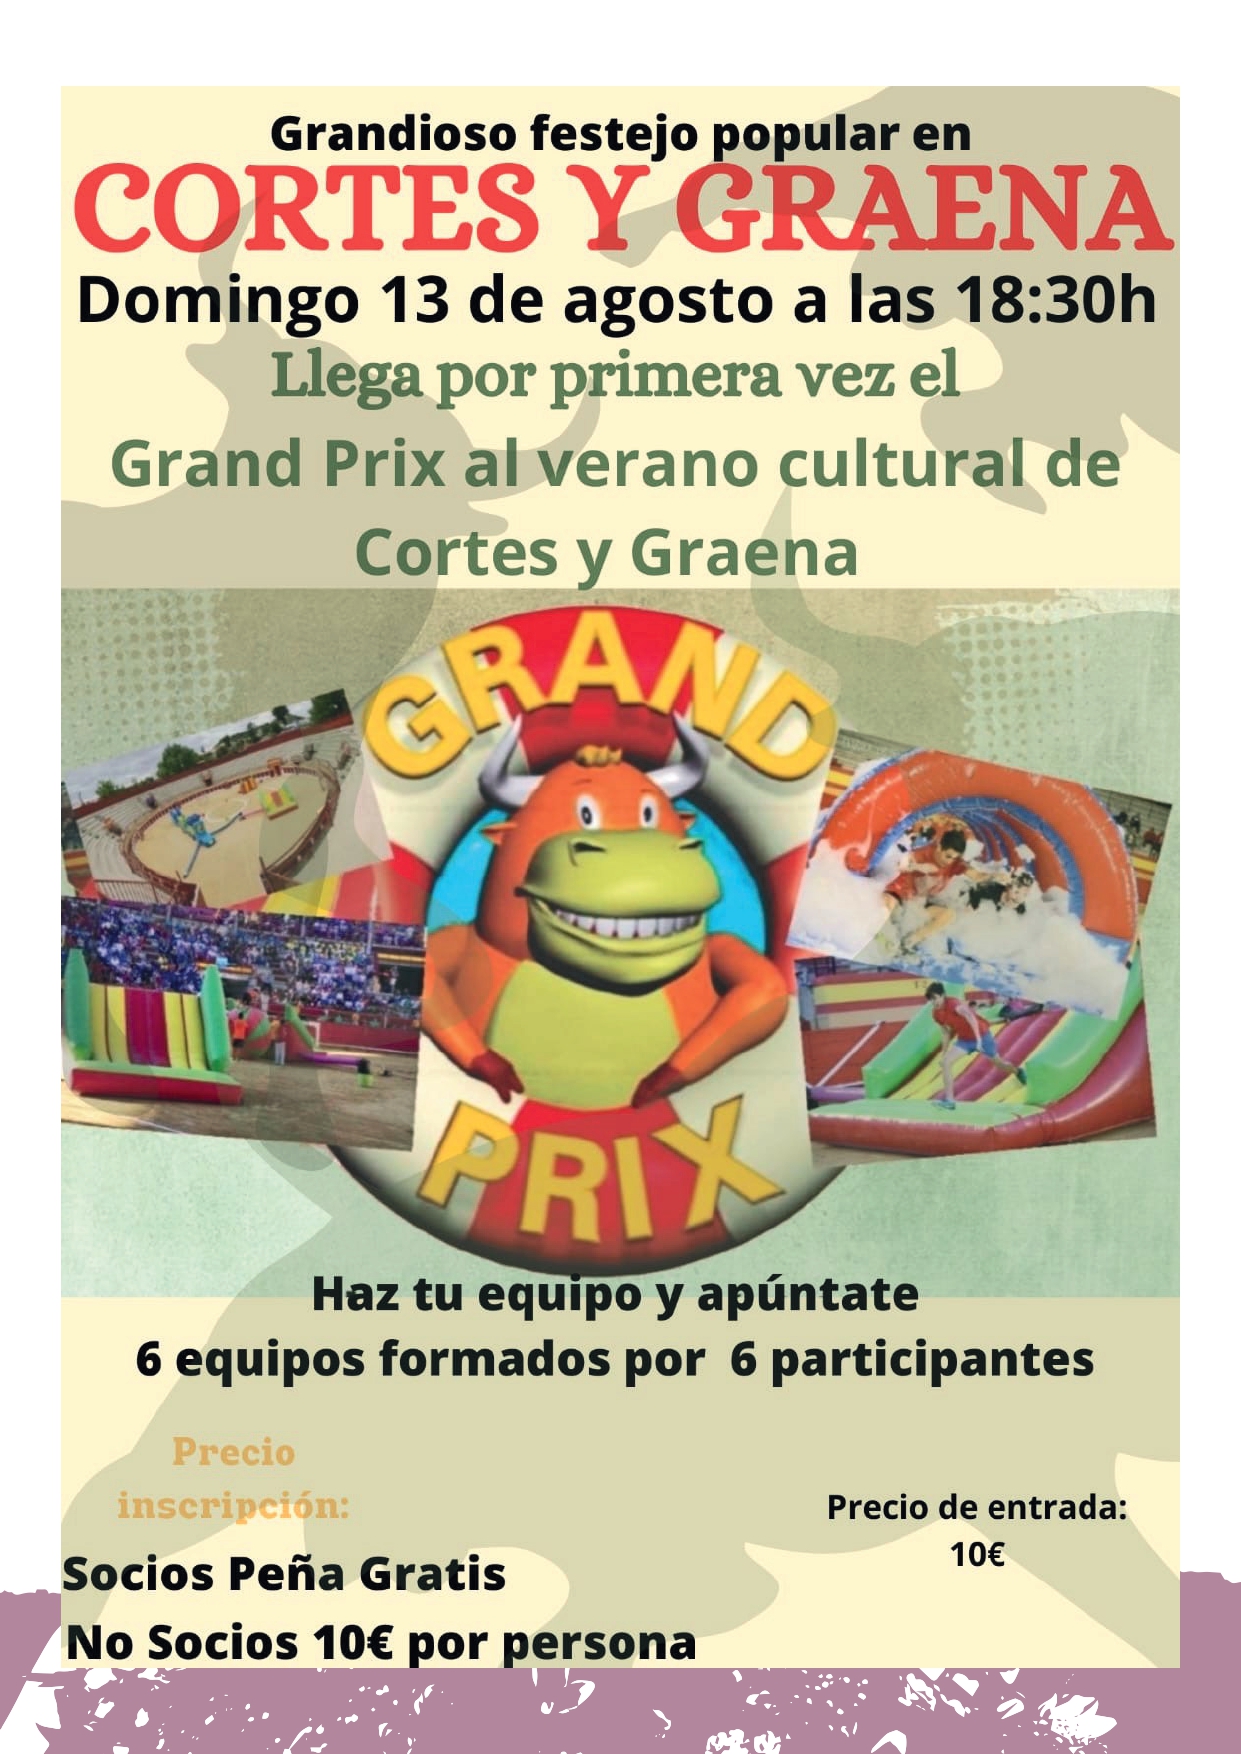 Grandioso festejo popular en
CORTES Y GRAENA
Domingo 13 de agosto a las 18:30h
Llega por primera vez el
Grand Prix al verano cultural de
Cortes y Graena
GRAND
PRIX
Haz tu equipo y apúntate
6 equipos formados por 6 participantes
Precio
inscripción:
Socios Peña Gratis
No Socios 10€ por persona
Precio de entrada:
10€